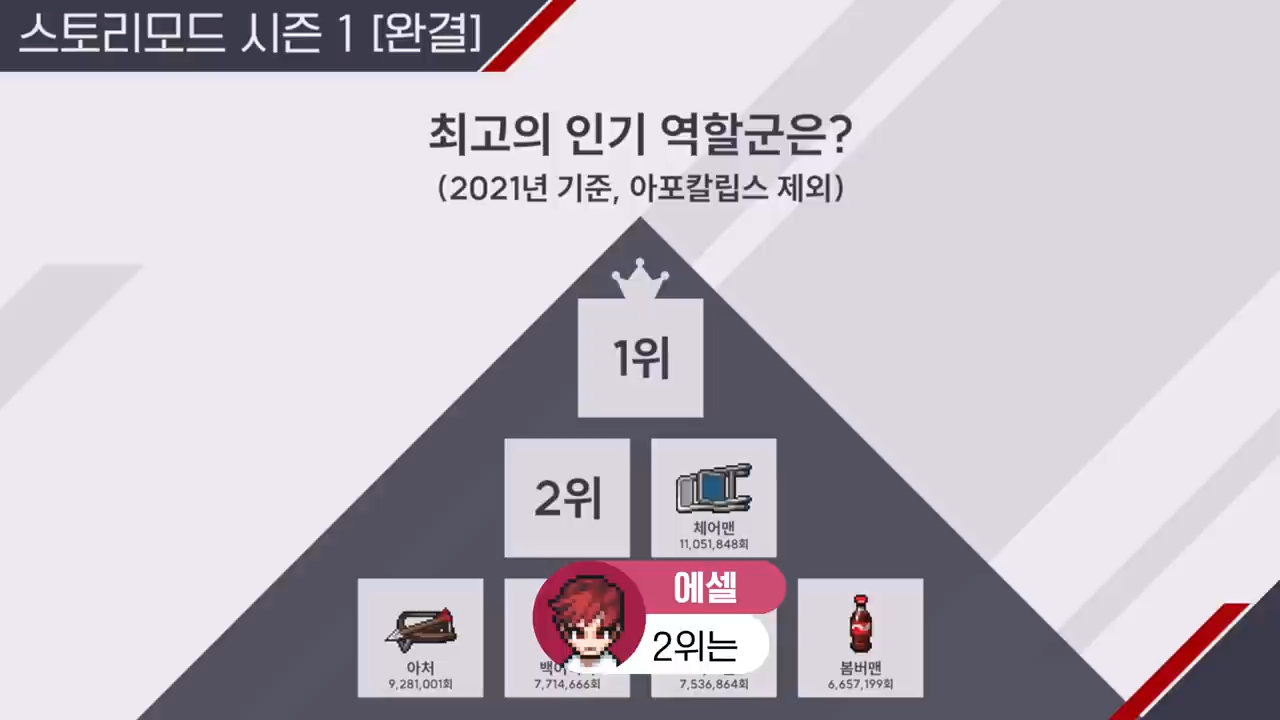 스토리모드 시즌 1 [완결]
최고의 인기 역할군은?
(2021년 기준, 아포칼립스 제외)
1위
2위
체어맨
11,051,848회
에셀
2위는
아처
9,281,001회
7,714,666회
7,536,864회
봄버맨
6,657,199회